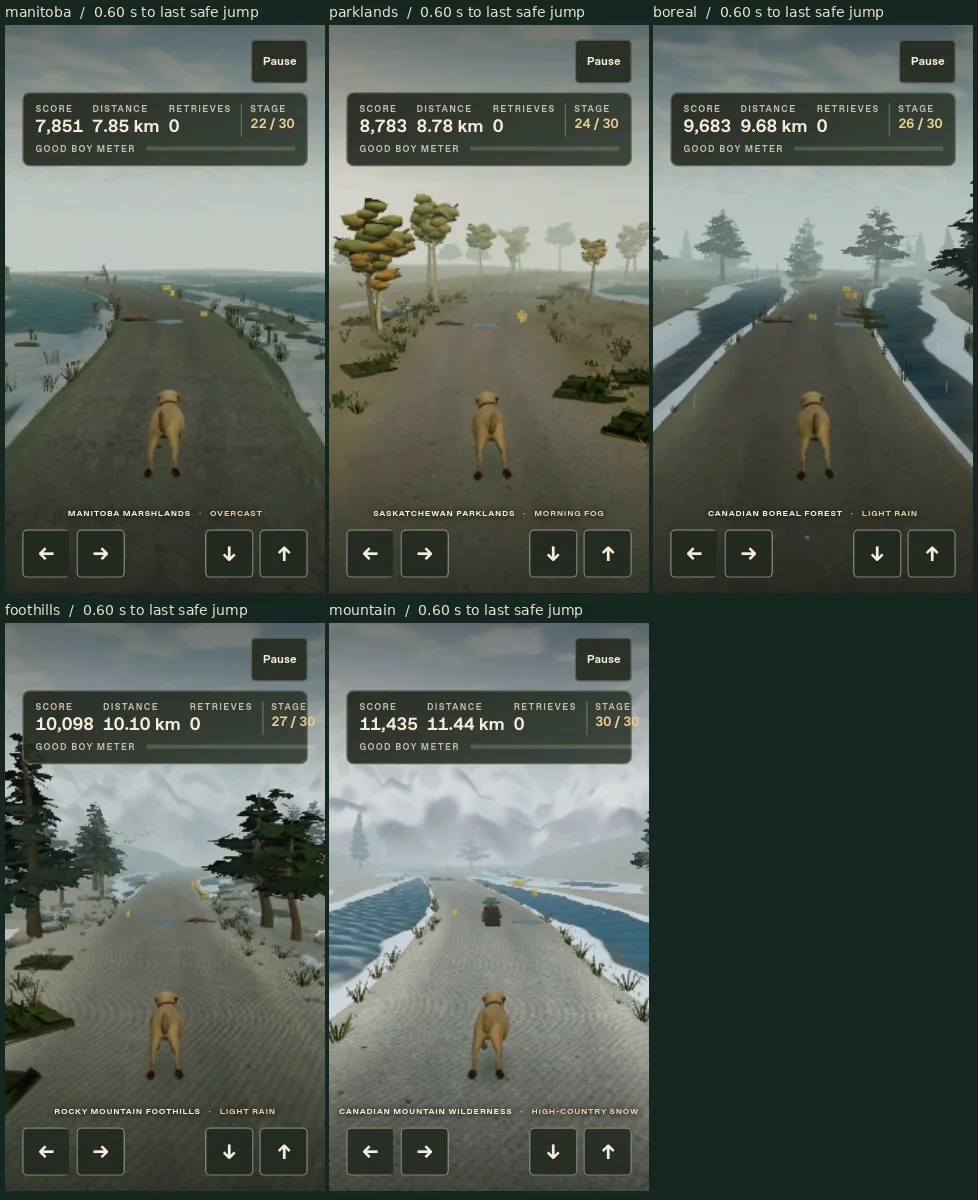 manitoba / 0.60 s to last safe jump
Pause
SCORE DISTANCE RETRIEVES STAGE
7,851 7.85 km 0 22 / 30
GOOD BOY METER
MANITOBA MARSHLANDS · OVERCAST
parklands / 0.60 s to last safe jump
Pause
SCORE DISTANCE RETRIEVES STAGE
8,783 8.78 km 0 24 / 30
GOOD BOY METER
SASKATCHEWAN PARKLANDS · MORNING FOG
boreal / 0.60 s to last safe jump
Pause
SCORE DISTANCE RETRIEVES STAGE
9,683 9.68 km 0 26 / 30
GOOD BOY METER
CANADIAN BOREAL FOREST · LIGHT RAIN
foothills / 0.60 s to last safe jump
Pause
SCORE DISTANCE RETRIEVES STAGE
10,098 10.10 km 0 27 / 30
GOOD BOY METER
ROCKY MOUNTAIN FOOTHILLS · LIGHT RAIN
mountain / 0.60 s to last safe jump
Pause
SCORE DISTANCE RETRIEVES STAGE
11,435 11.44 km 0 30 / 30
GOOD BOY METER
CANADIAN MOUNTAIN WILDERNESS · HIGH-COUNTRY SNOW